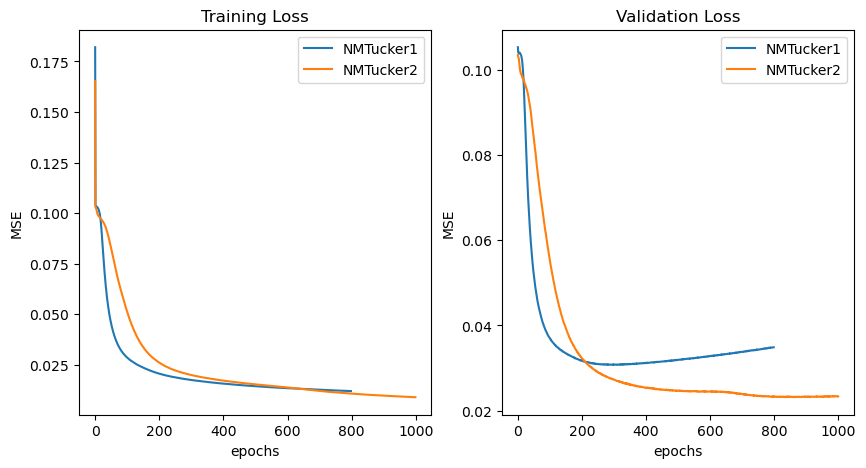 Training Loss
MSE
0.175
0.150
0.125
0.100
0.075
0.050
0.025
0
200
400
600
800
1000
epochs
NMTucker1
NMTucker2
Validation Loss
MSE
0.10
0.08
0.06
0.04
0.02
0
200
400
600
800
1000
epochs
NMTucker1
NMTucker2